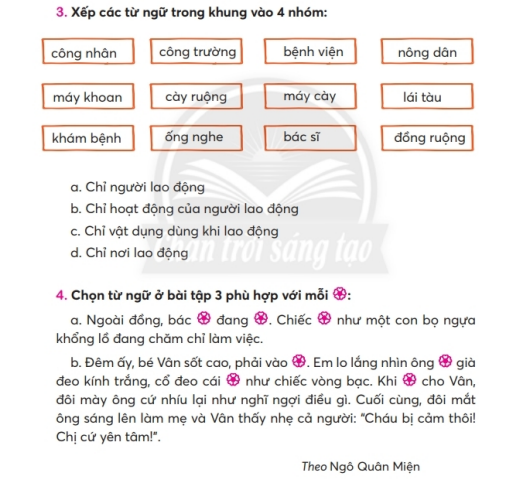 3. Xếp các từ ngữ trong khung vào 4 nhóm:
công nhân công trường bệnh viện nông dân
máy khoan cày ruộng máy cày lái tàu
khám bệnh ống nghe bác sĩ đồng ruộng
a. Chỉ người lao động
b. Chỉ hoạt động của người lao động
c. Chỉ vật dụng dùng khi lao động
d. Chỉ nơi lao động
Chân trời sáng tạo
4. Chọn từ ngữ ở bài tập 3 phù hợp với mỗi :
a. Ngoài đồng, bác đang . Chiếc như một con bọ ngựa
khổng lồ đang chăm chỉ làm việc.
b. Đêm ấy, bé Vân sốt cao, phải vào . Em lo lắng nhìn ông già
đeo kính trắng, cổ đeo cái như chiếc vòng bạc. Khi cho Vân,
đôi mày ông cứ nhíu lại như nghĩ ngợi điều gì. Cuối cùng, đôi mắt
ông sáng lên làm mẹ và Vân thấy nhẹ cả người: "Cháu bị cảm thôi!
Chị cứ yên tâm!".
Theo Ngô Quân Miện